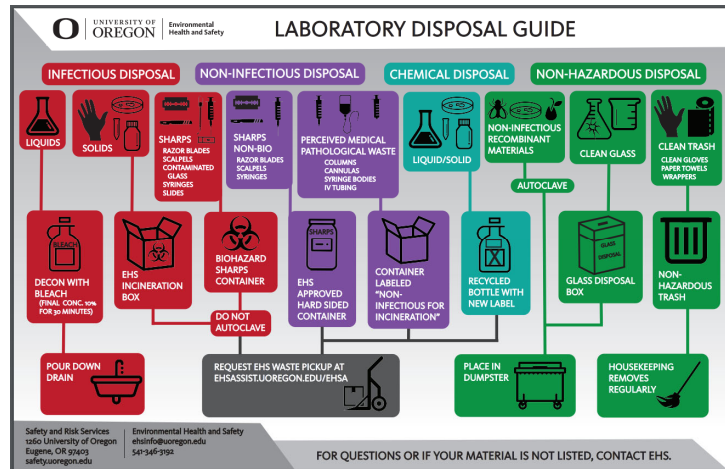 UNIVERSITY OF
OREGON
Environmental
Health and Safety
LABORATORY DISPOSAL GUIDE
INFECTIOUS DISPOSAL
NON-INFECTIOUS DISPOSAL
CHEMICAL DISPOSAL
NON-HAZARDOUS DISPOSAL
LIQUIDS
SOLIDS
SHARPS
RAZOR BLADES
SCALPELS
CONTAMINATED
GLASS
SYRINGES
SLIDES
SHARPS
NON-BIO
RAZOR BLADES
SCALPELS
SYRINGES
PERCEIVED MEDICAL
PATHOLOGICAL WASTE
COLUMNS
CANNULAS
SYRINGE BODIES
IV TUBING
LIQUID/SOLID
NON-INFECTIOUS
RECOMBINANT
MATERIALS
AUTOCLAVE
CLEAN GLASS
CLEAN TRASH
CLEAN GLOVES
PAPER TOWELS
WRAPPERS
BLEACH
DECON WITH
BLEACH
(FINAL CONC. 10%
FOR 30 MINUTES)
EHS
INCINERATION
BOX
BIOHAZARD
SHARPS
CONTAINER
DO NOT
AUTOCLAVE
SHARPS
EHS
APPROVED
HARD SIDED
CONTAINER
CONTAINER
LABELED
"NON-
INFECTIOUS FOR
INCINERATION"
RECYCLED
BOTTLE WITH
NEW LABEL
GLASS
DISPOSAL
GLASS DISPOSAL
BOX
NON-
HAZARDOUS
TRASH
POUR DOWN
DRAIN
REQUEST EHS WASTE PICKUP AT
EHSASSIST.UOREGON.EDU/EHSA
PLACE IN
DUMPSTER
HOUSEKEEPING
REMOVES
REGULARLY
Safety and Risk Services
1260 University of Oregon
Eugene, OR 97403
safety.uoregon.edu
Environmental Health and Safety
ehsinfo@uoregon.edu
541-346-3192
FOR QUESTIONS OR IF YOUR MATERIAL IS NOT LISTED, CONTACT EHS.